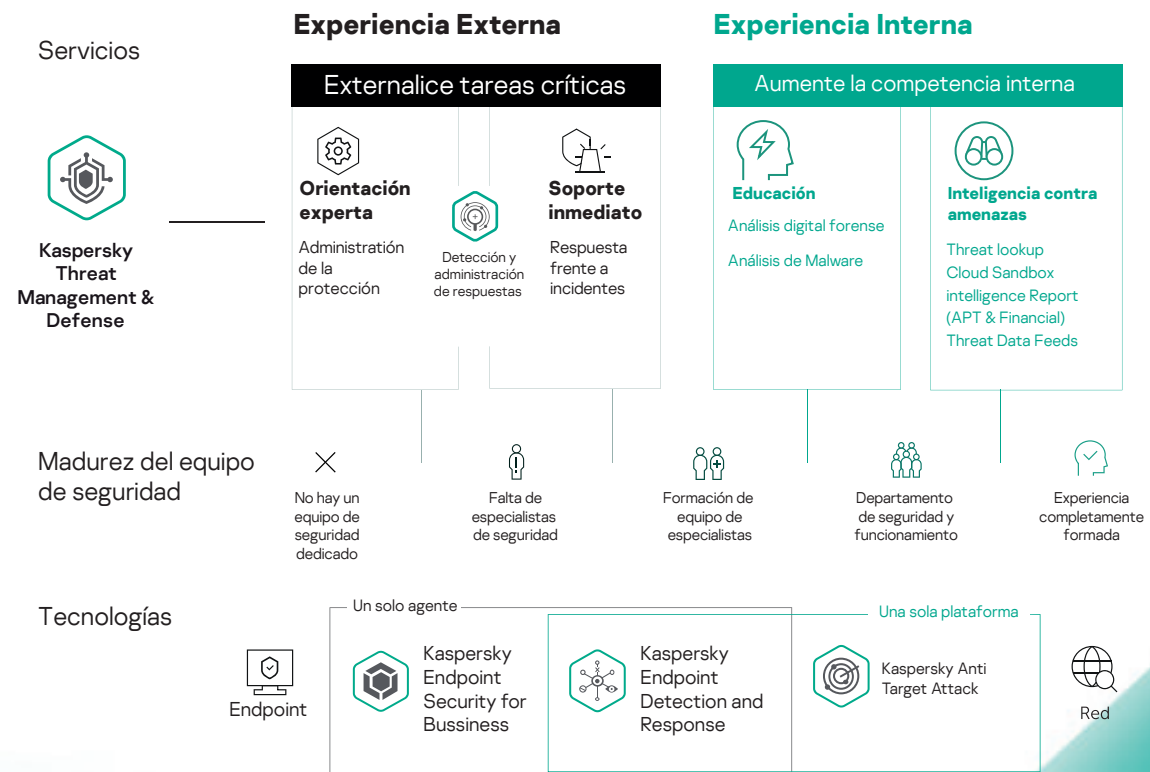 Servicios
Experiencia Externa
Experiencia Interna
Externalice tareas críticas
Aumente la competencia interna
Kaspersky
Threat
Management &
Defense
Orientación
experta
Administratión
de la
protección
Detección y
administración
de respuestas
Soporte
inmediato
Respuesta
frente a
incidentes
Educación
Análisis digital forense
Análisis de Malware
Inteligencia contra
amenazas
Threat lookup
Cloud Sandbox
intelligence Report
(APT & Financial)
Threat Data Feeds
Madurez del equipo
de seguridad
No hay un
equipo de
seguridad
dedicado
Falta de
especialistas
de seguridad
Formación de
equipo de
especialistas
Departamento
de seguridad y
funcionamiento
Experiencia
completamente
formada
Tecnologías
Un solo agente
Una sola plataforma
Endpoint
Kaspersky
Endpoint
Security for
Bussiness
Kaspersky
Endpoint
Detection and
Response
Kaspersky Anti
Target Attack
Red